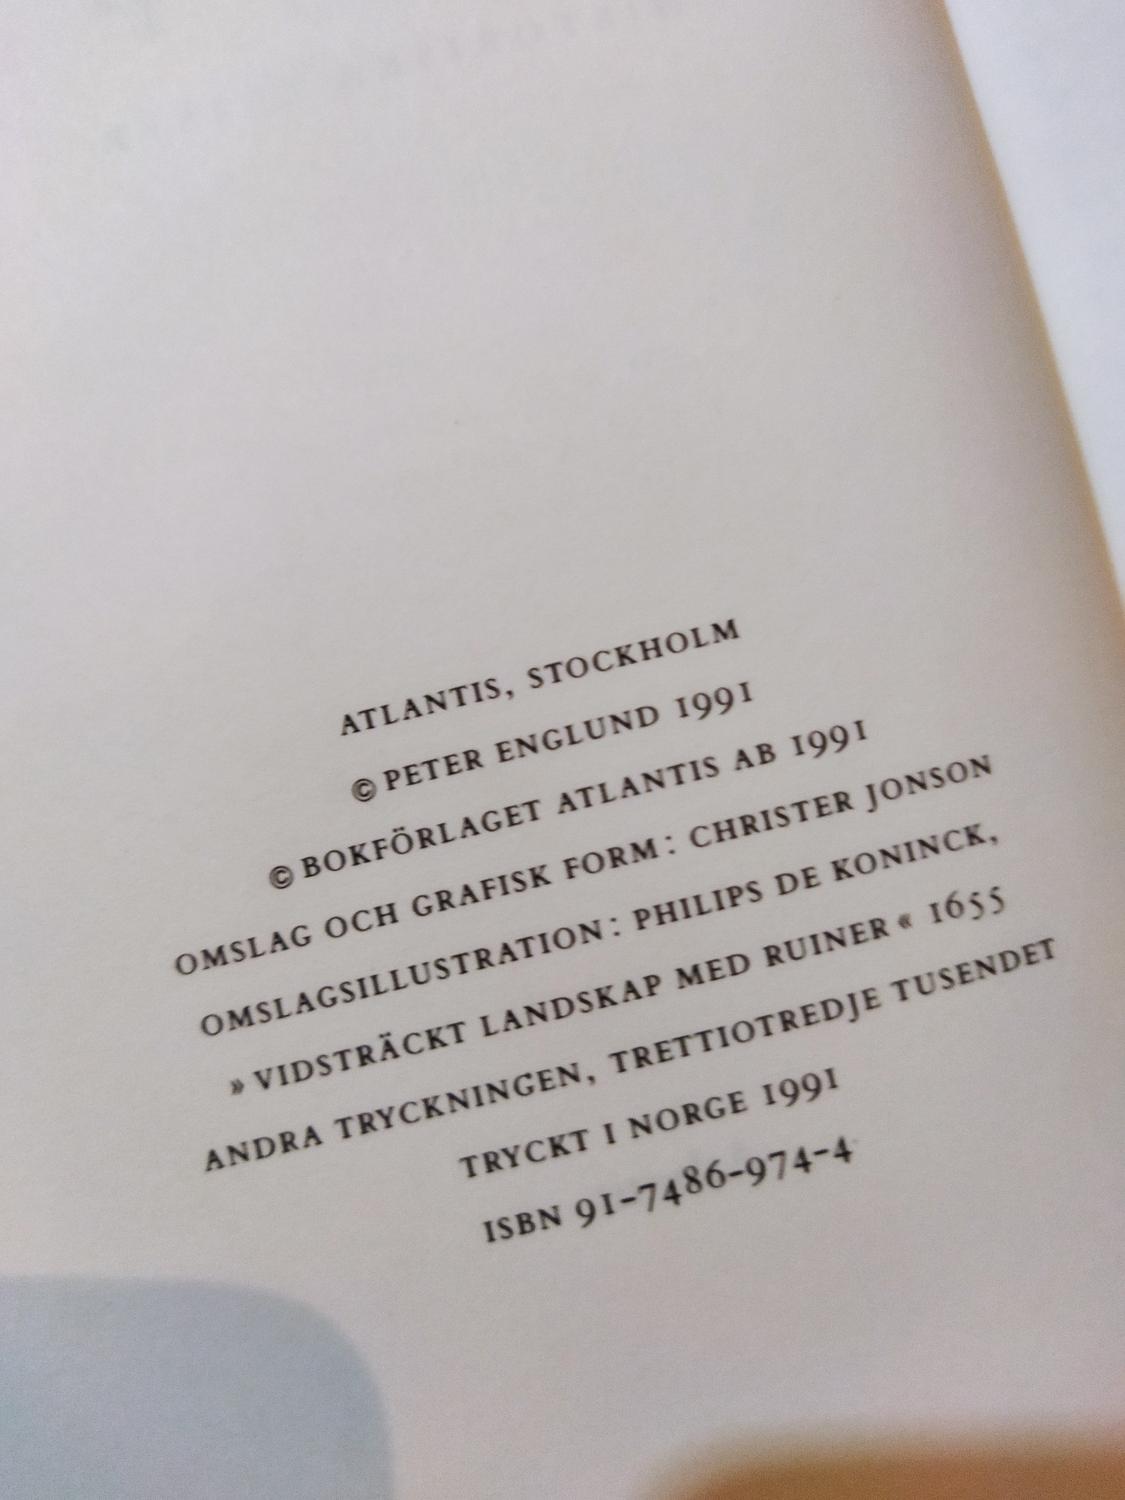 ATLANTIS, STOCKHOLM
© PETER ENGLUND 1991
© BOKFÖRLAGET ATLANTIS AB 1991
OMSLAG OCH GRAFISK FORM: CHRISTER JONSON
OMSLAGSILLUSTRATION: PHILIPS DE KONINCK,
» VIDSTRÄCKT LANDSKAP MED RUINER « 1655
ANDRA TRYCKNINGEN, TRETTIOTREDJE TUSENDET
TRYCKT I NORGE 1991
ISBN 91-7486-974-4